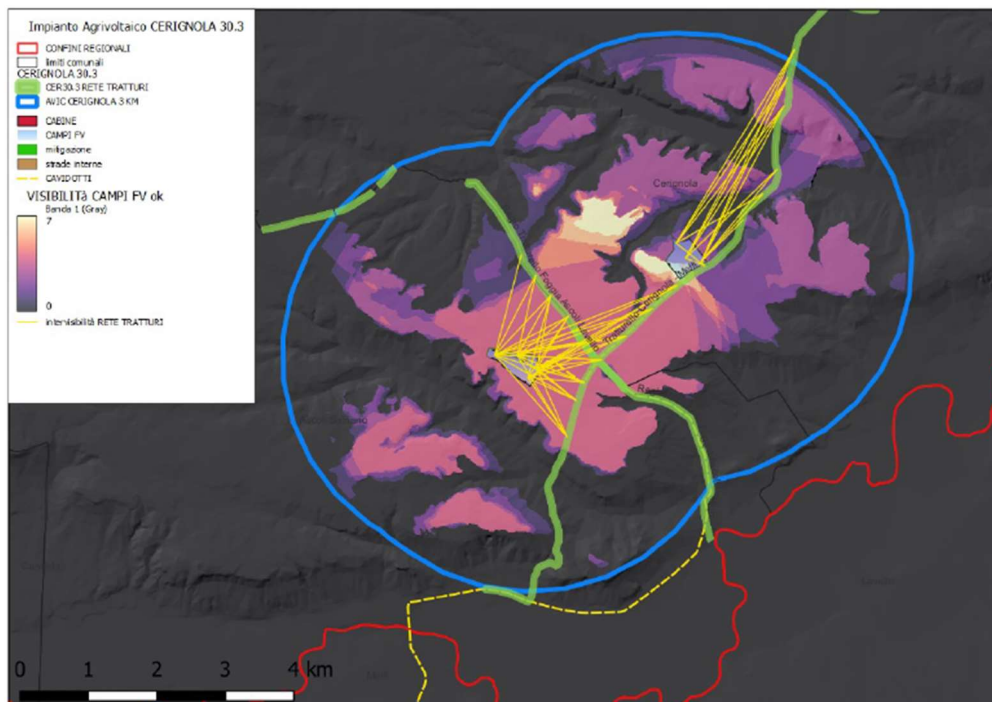 Impianto Agrivoltaico CERIGNOLA 30.3
CONFINI REGIONALI
limiti comunali
CERIGNOLA 30.3
CER30.3 RETE TRATTURI
AVIC CERIGNOLA 3 KM
CABINE
CAMPI FV
mitigazione
strade interne
CAVIDOTTI
VISIBILITÀ CAMPI FV ok
Banda 1 (Gray)
7
0
intervisibilità RETE TRATTURI
Cerignola
0 1 2 3 4 km